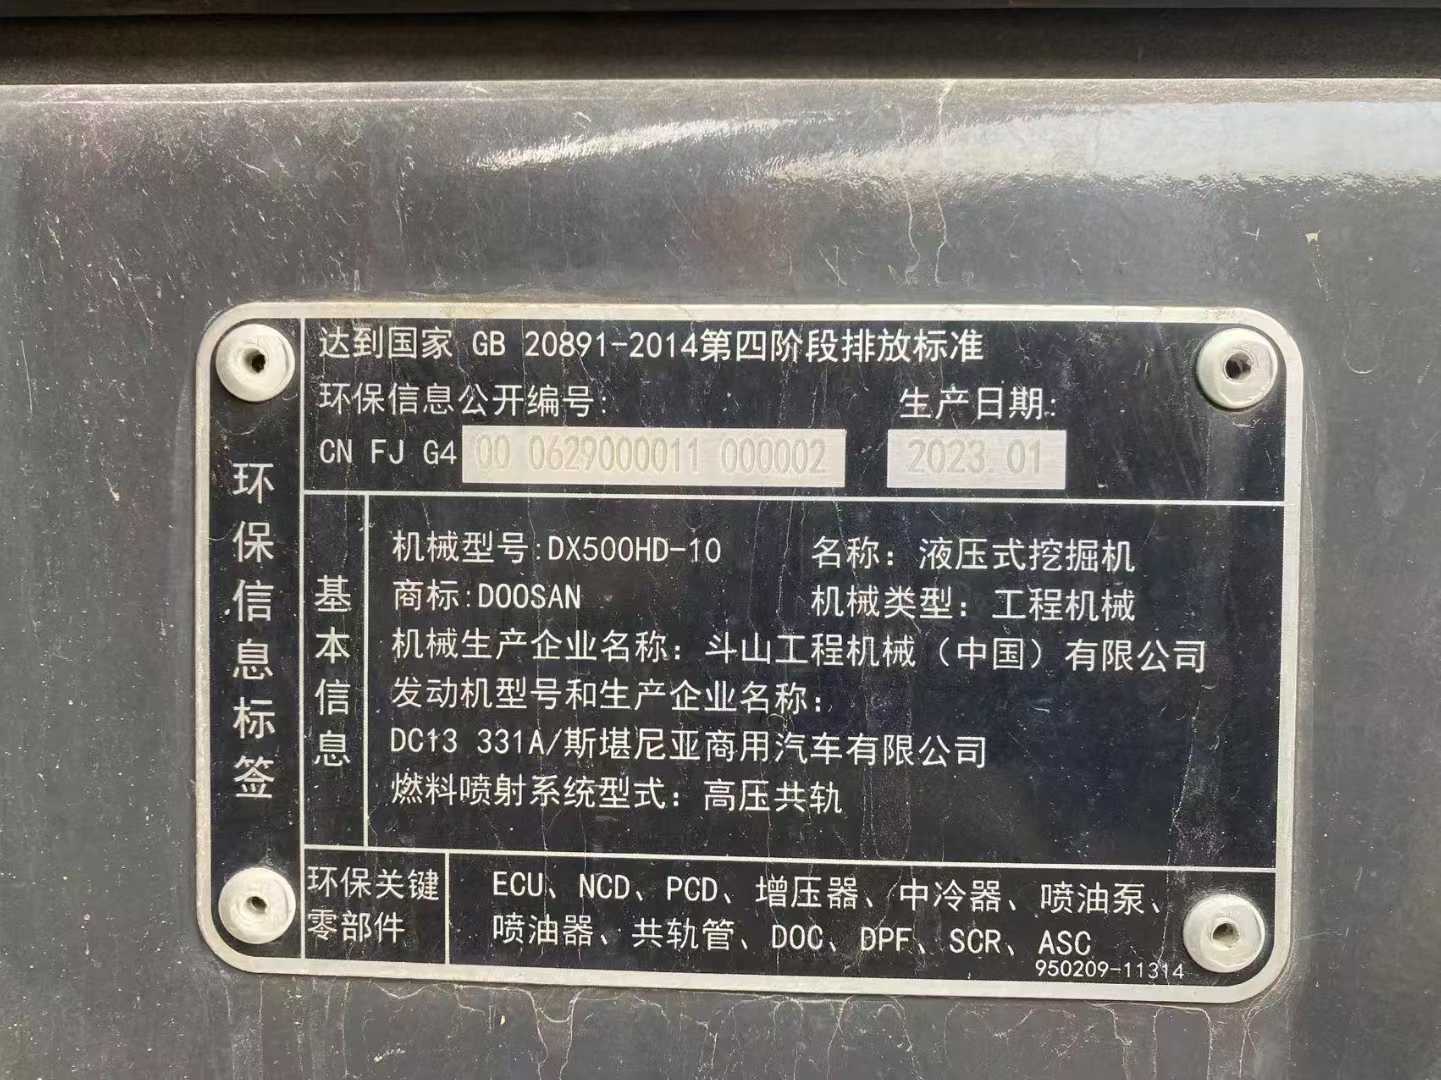 环保信息标签
达到国家 GB 20891-2014第四阶段排放标准
环保信息公开编号: 生产日期:
CN FJ G4 00 0629000011 000002 2023.01
基本信息
机械型号:DX500HD-10 名称：液压式挖掘机
商标:DOOSAN 机械类型：工程机械
机械生产企业名称：斗山工程机械（中国）有限公司
发动机型号和生产企业名称：
DC13 331A/斯堪尼亚商用汽车有限公司
燃料喷射系统型式：高压共轨
环保关键零部件
ECU、NCD、PCD、增压器、中冷器、喷油泵、
喷油器、共轨管、DOC、DPF、SCR、ASC
950209-11314